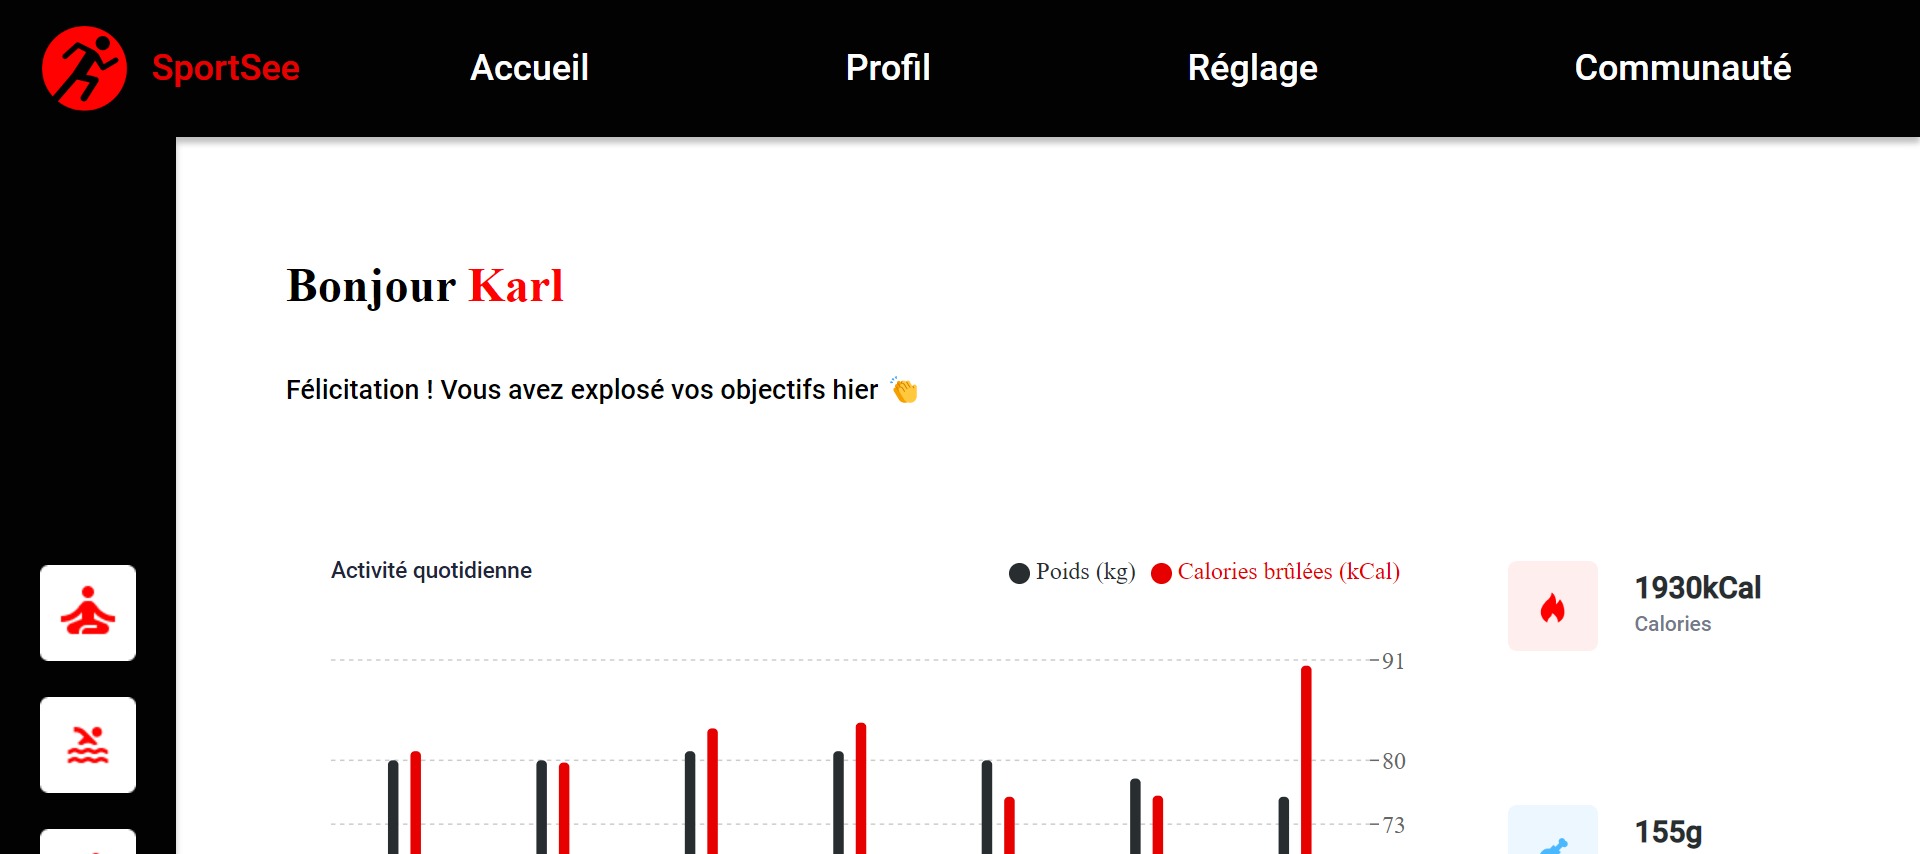 SportSee Accueil Profil Réglage Communauté
Bonjour Karl
Félicitation ! Vous avez explosé vos objectifs hier 👏
Activité quotidienne
Poids (kg) Calories brûlées (kCal)
91
80
73
1930kCal
Calories
155g